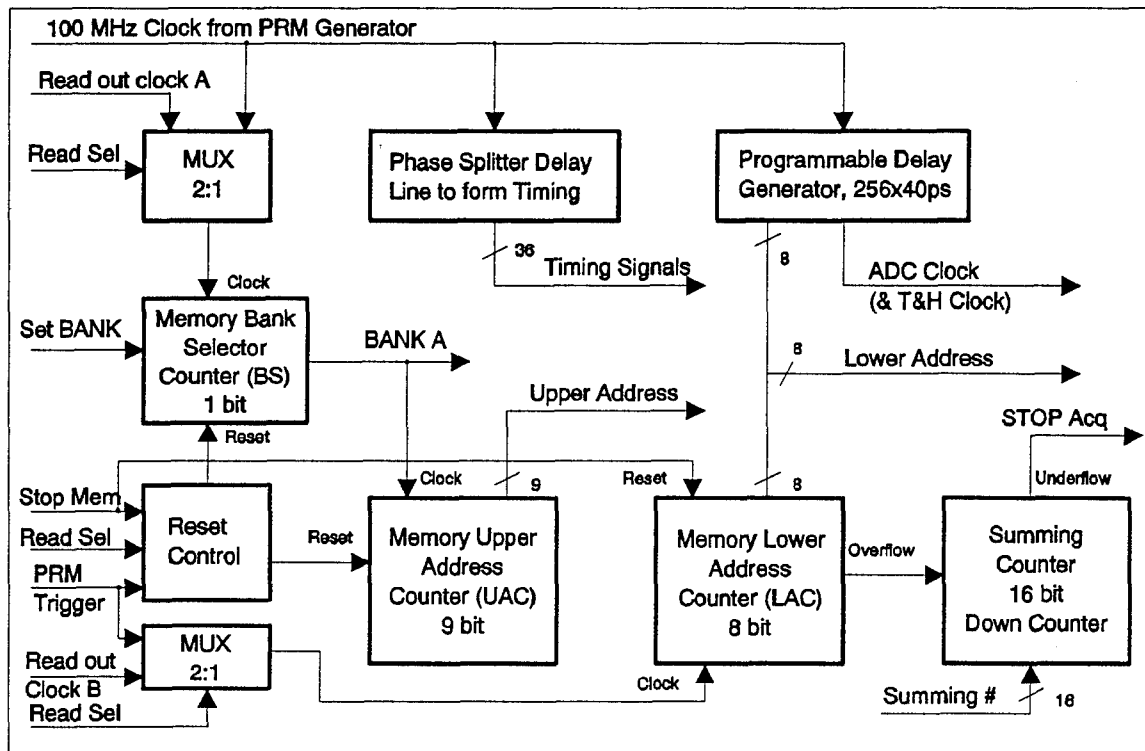 100 MHz Clock from PRM Generator
Read out clock A
Read Sel
MUX
2:1
Phase Splitter Delay
Line to form Timing
Programmable Delay
Generator, 256x40ps
36
Timing Signals
8
ADC Clock
(& T&H Clock)
Clock
Set BANK
Memory Bank
Selector
Counter (BS)
1 bit
BANK A
8
Lower Address
Upper Address
STOP Acq
Reset
Stop Mem
Read Sel
PRM
Trigger
Reset
Control
Reset
Clock
9
Memory Upper
Address
Counter (UAC)
9 bit
Reset
8
Memory Lower
Address
Counter (LAC)
8 bit
Overflow
Underflow
Summing
Counter
16 bit
Down Counter
Read out
Clock B
Read Sel
MUX
2:1
Clock
Summing #
16